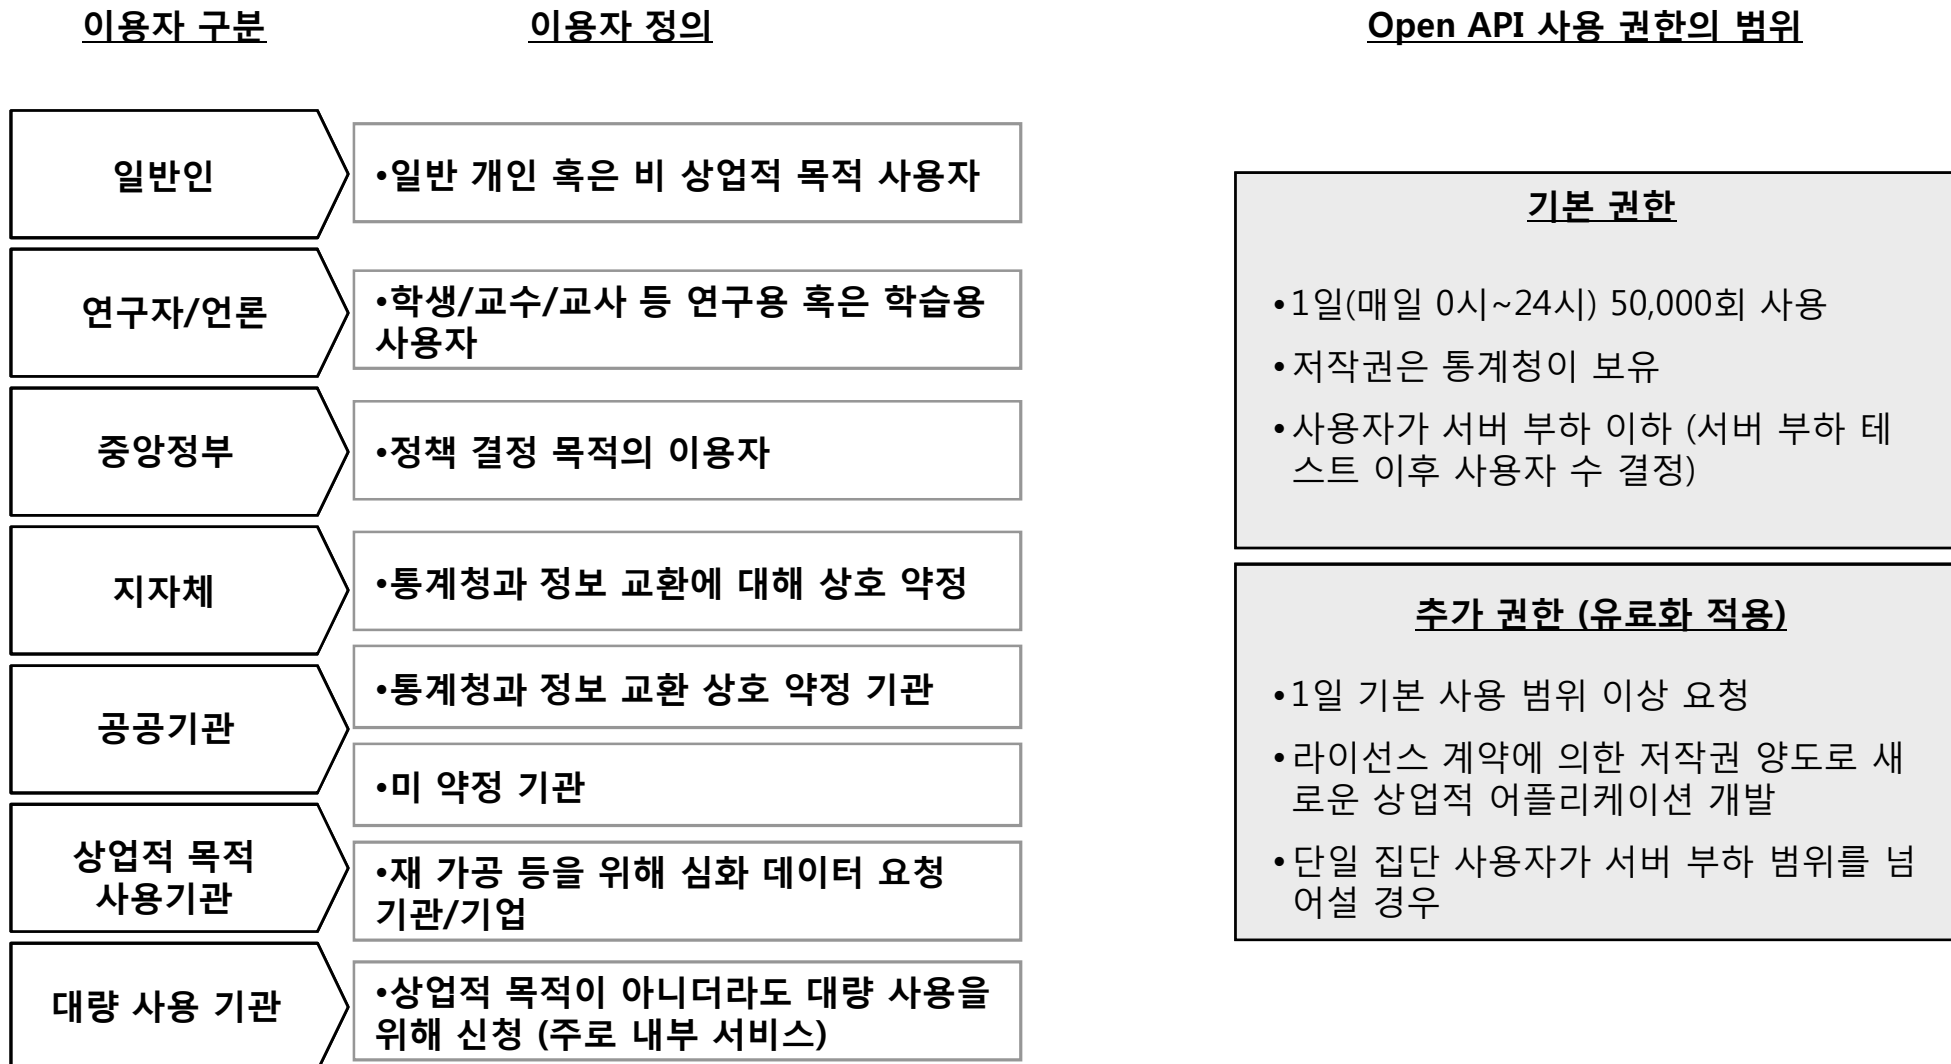 이용자 구분
이용자 정의
Open API 사용 권한의 범위
일반인
•일반 개인 혹은 비 상업적 목적 사용자
연구자/언론
•학생/교수/교사 등 연구용 혹은 학습용
사용자
중앙정부
•정책 결정 목적의 이용자
지자체
•통계청과 정보 교환에 대해 상호 약정
공공기관
•통계청과 정보 교환 상호 약정 기관
•미 약정 기관
상업적 목적
사용기관
•재 가공 등을 위해 심화 데이터 요청
기관/기업
대량 사용 기관
•상업적 목적이 아니더라도 대량 사용을
위해 신청 (주로 내부 서비스)
기본 권한
•1일(매일 0시~24시) 50,000회 사용
•저작권은 통계청이 보유
•사용자가 서버 부하 이하 (서버 부하 테
스트 이후 사용자 수 결정)
추가 권한 (유료화 적용)
•1일 기본 사용 범위 이상 요청
•라이선스 계약에 의한 저작권 양도로 새
로운 상업적 어플리케이션 개발
•단일 집단 사용자가 서버 부하 범위를 넘
어설 경우